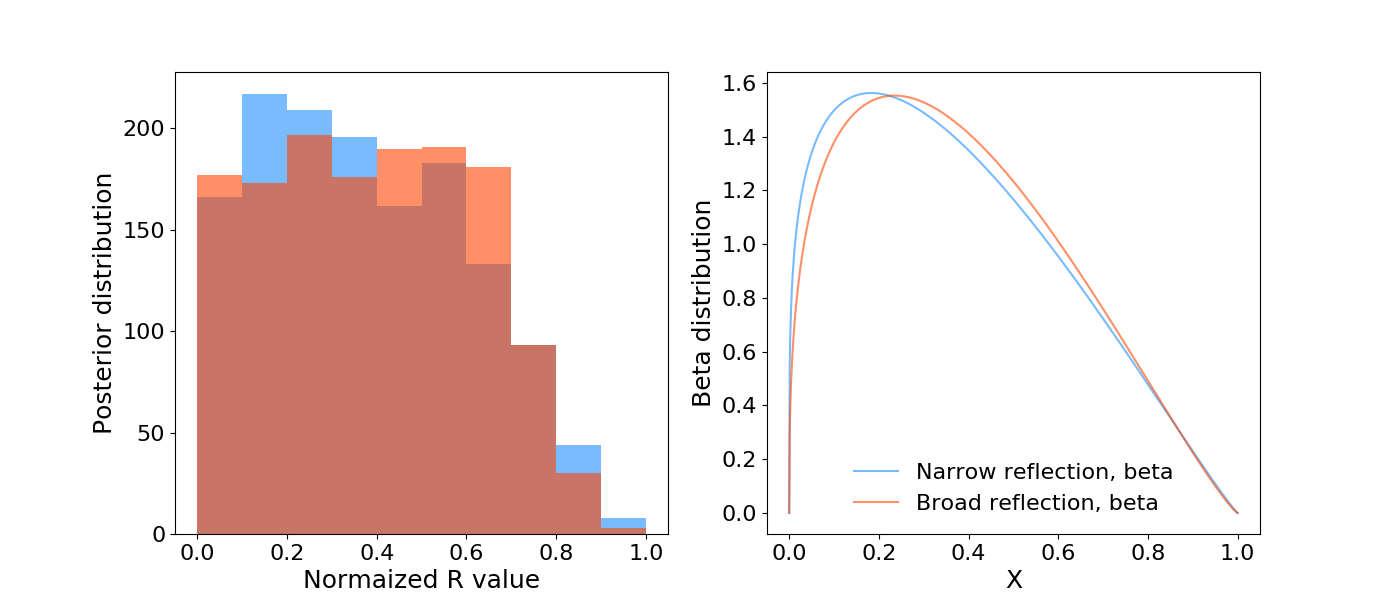 Posterior distribution
200
150
100
50
0
0.0 0.2 0.4 0.6 0.8 1.0
Normaized R value
Beta distribution
1.6
1.4
1.2
1.0
0.8
0.6
0.4
0.2
0.0
Narrow reflection, beta
Broad reflection, beta
0.0 0.2 0.4 0.6 0.8 1.0
X